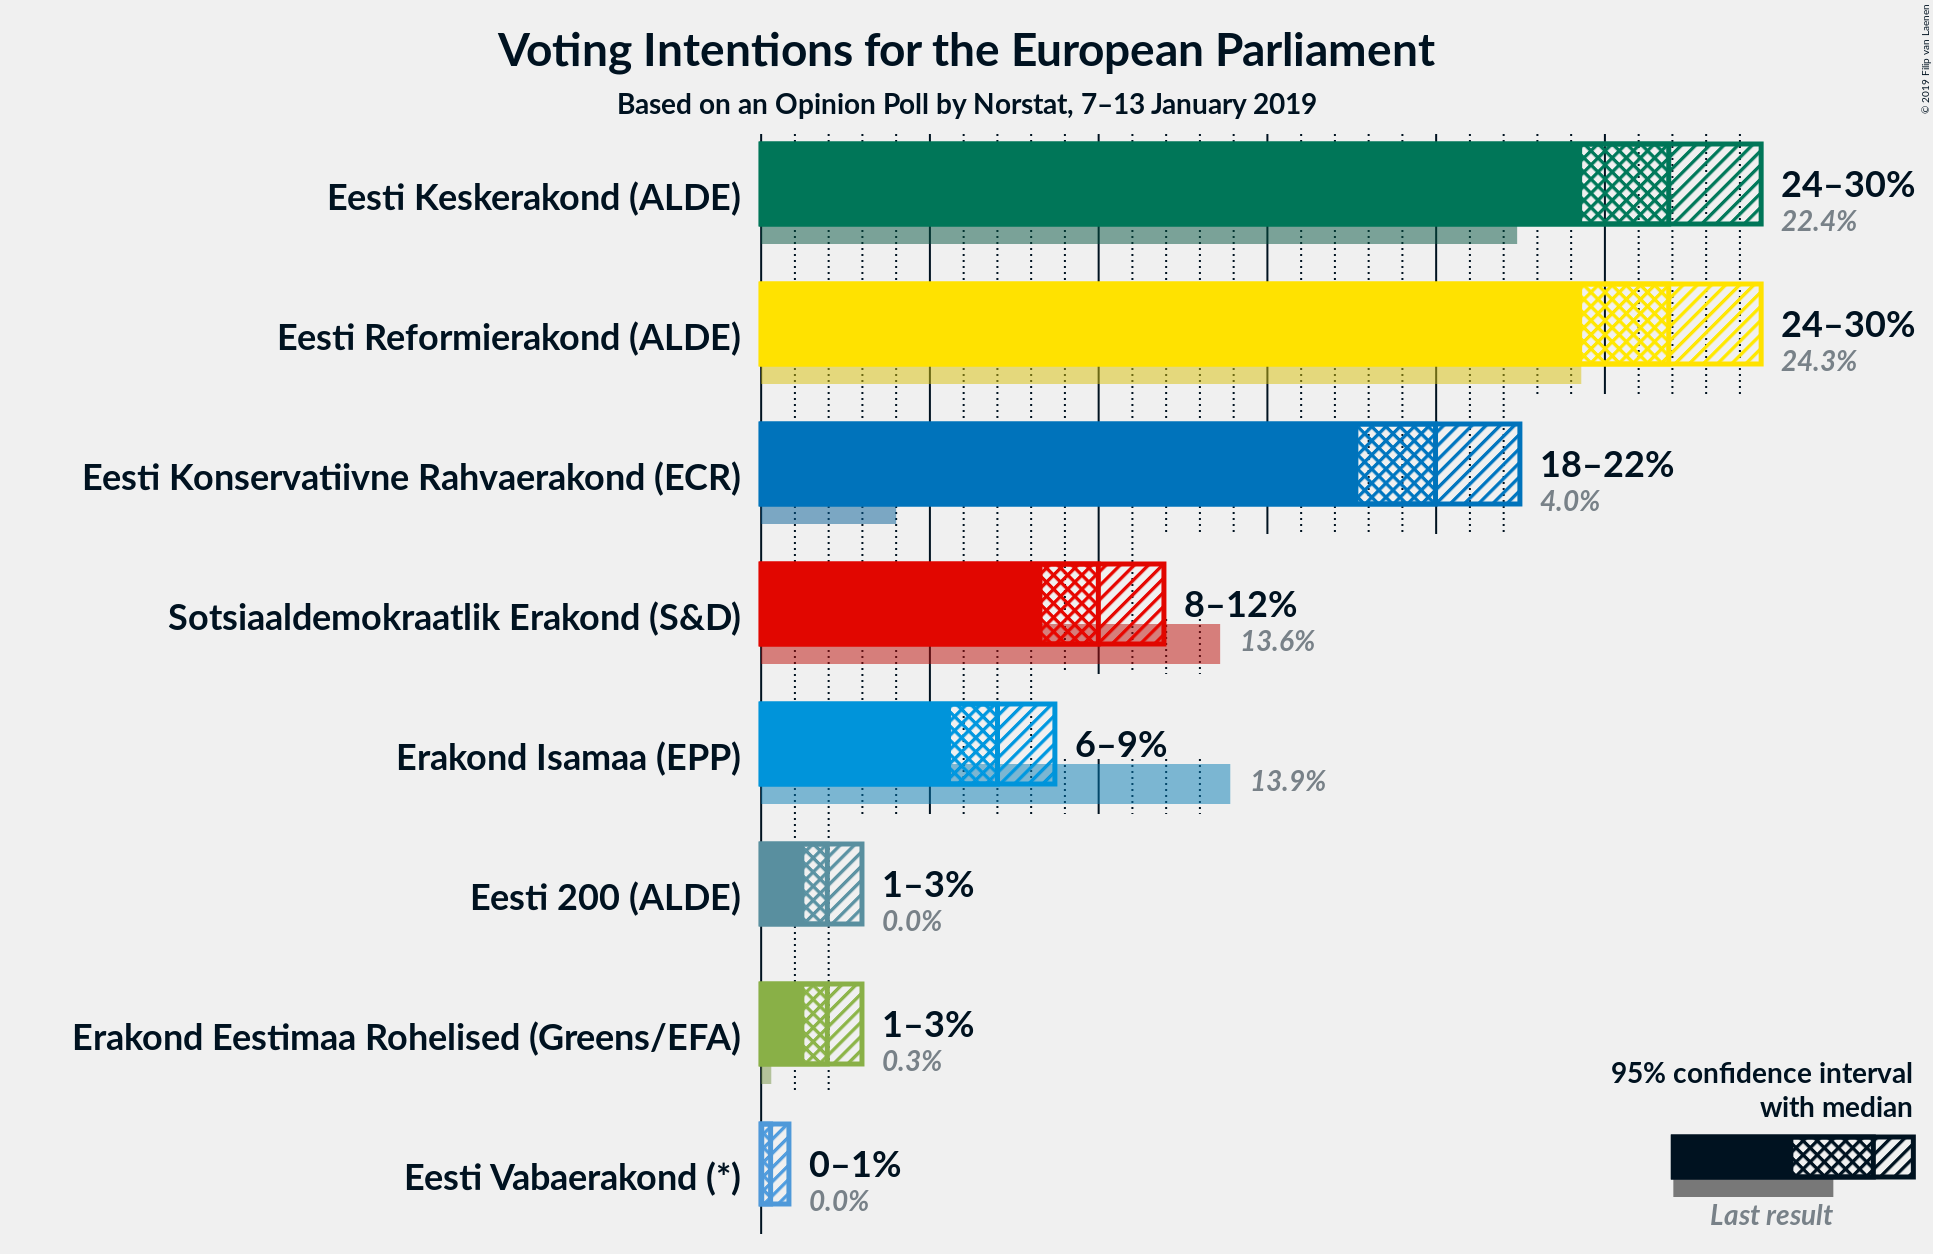 Voting Intentions for the European Parliament
Based on an Opinion Poll by Norstat, 7–13 January 2019
© 2019 Filip van Laenen
Eesti Keskerakond (ALDE)
24–30%
22.4%
Eesti Reformierakond (ALDE)
24–30%
24.3%
Eesti Konservatiivne Rahvaerakond (ECR)
18–22%
4.0%
Sotsiaaldemokraatlik Erakond (S&D)
8–12%
13.6%
Erakond Isamaa (EPP)
6–9%
13.9%
Eesti 200 (ALDE)
1–3%
0.0%
Erakond Eestimaa Rohelised (Greens/EFA)
1–3%
0.3%
Eesti Vabaerakond (*)
0–1%
0.0%
95% confidence interval
with median
Last result